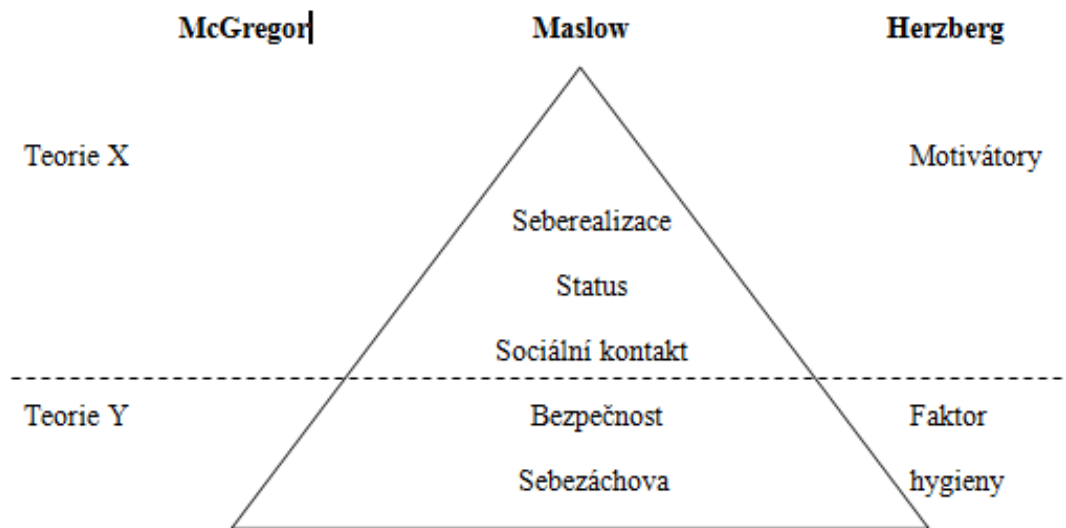 McGregor Maslow Herzberg
Teorie X Motivátory
Seberealizace
Status
Sociální kontakt
Teorie Y Bezpečnost Faktor
Sebezáchova hygieny